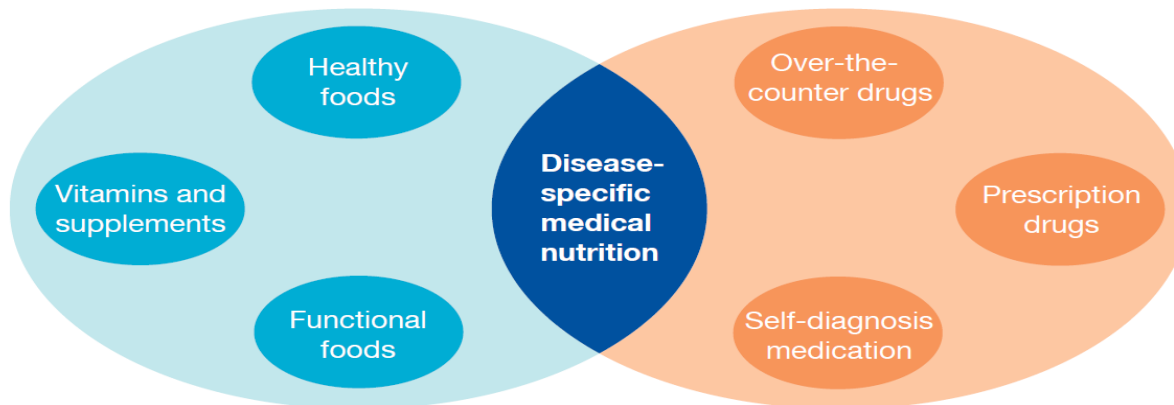 Healthy
foods
Vitamins and
supplements
Functional
foods
Disease-
specific
medical
nutrition
Over-the-
counter drugs
Prescription
drugs
Self-diagnosis
medication